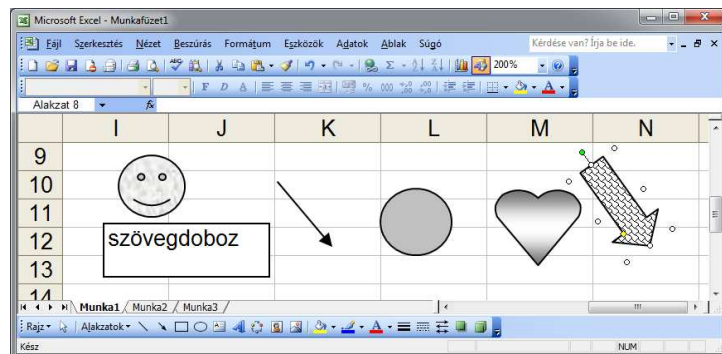 Microsoft Excel - Munkafüzet1
Fájl Szerkesztés Nézet Beszúrás Formátum Eszközök Adatok Ablak Súgó Kérdése van? Írja be ide.
200%
F D A % 000
Alakzat 8 fx
I J K L M N
9
10
11
12
13
14
szövegdoboz
Munka1 Munka2 Munka3
Rajz Alakzatok
Kész NUM